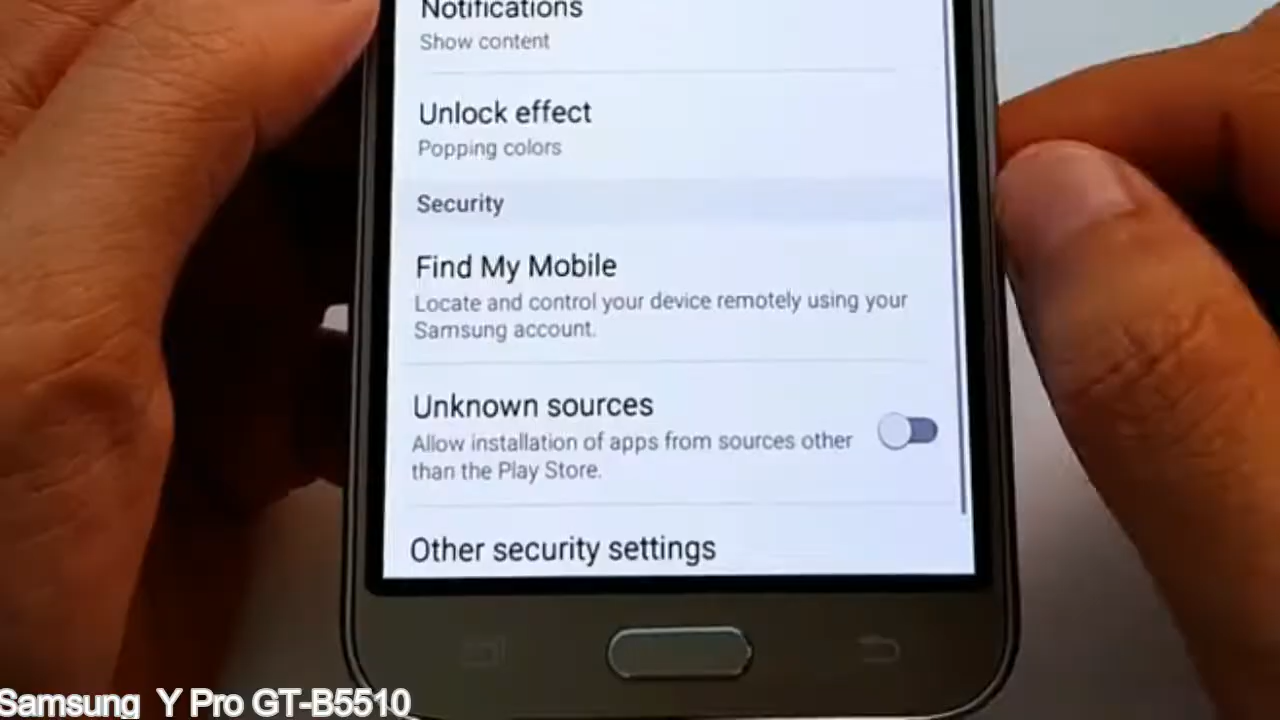 Notifications
Show content
Unlock effect
Popping colors
Security
Find My Mobile
Locate and control your device remotely using your
Samsung account.
Unknown sources
Allow installation of apps from sources other
than the Play Store.
Other security settings
Samsung Y Pro GT-B5510